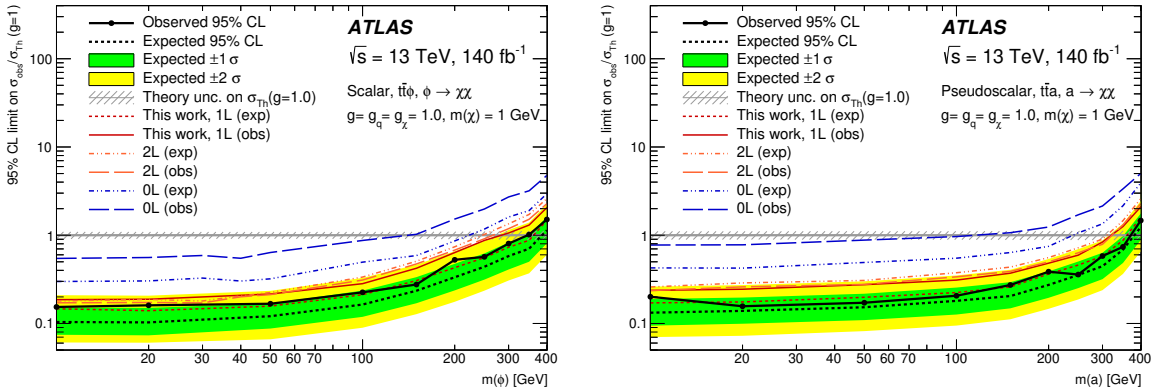 95% CL limit on σobs/σTh (g=1)
100
10
1
0.1
Observed 95% CL
Expected 95% CL
Expected ±1 σ
Expected ±2 σ
Theory unc. on σTh(g=1.0)
This work, 1L (exp)
This work, 1L (obs)
2L (exp)
2L (obs)
0L (exp)
0L (obs)
ATLAS
√s = 13 TeV, 140 fb-1
Scalar, tt̄ϕ, ϕ → χχ
g= gq= gχ= 1.0, m(χ) = 1 GeV
20 30 40 50 60 70 100 200 300 400
m(ϕ) [GeV]
95% CL limit on σobs/σTh (g=1)
100
10
1
0.1
Observed 95% CL
Expected 95% CL
Expected ±1 σ
Expected ±2 σ
Theory unc. on σTh(g=1.0)
This work, 1L (exp)
This work, 1L (obs)
2L (exp)
2L (obs)
0L (exp)
0L (obs)
ATLAS
√s = 13 TeV, 140 fb-1
Pseudoscalar, tt̄a, a → χχ
g= gq= gχ= 1.0, m(χ) = 1 GeV
20 30 40 50 60 70 100 200 300 400
m(a) [GeV]